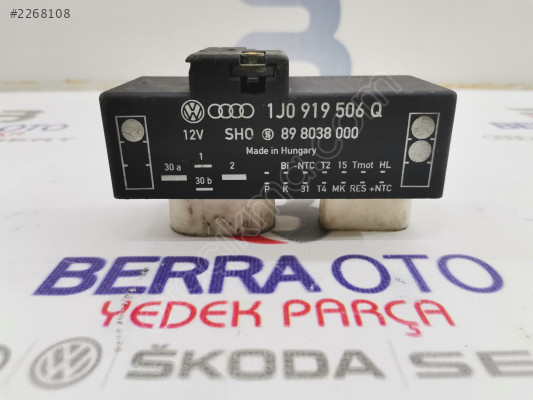 #2268108
1J0 919 506 Q
12V SHO S 89 8038 000
Made in Hungary
30 a 1 2 - BI -NTC T2 15 Tmot HL
30 b P K 31 T4 MK RES +NTC
BERRA OTO
YEDEK PARÇA
ŠKODA SE